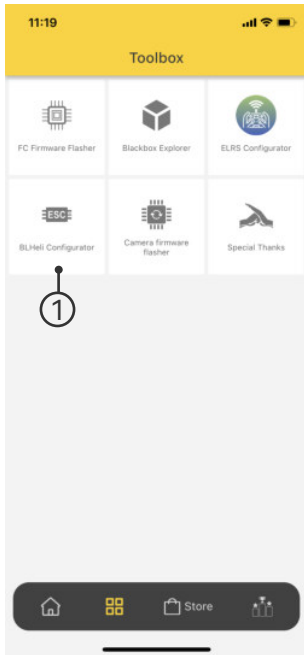 11:19
Toolbox
FC Firmware Flasher
Blackbox Explorer
ELRS Configurator
ESC
BLHeli Configurator
Camera firmware
flasher
Special Thanks
1
Store